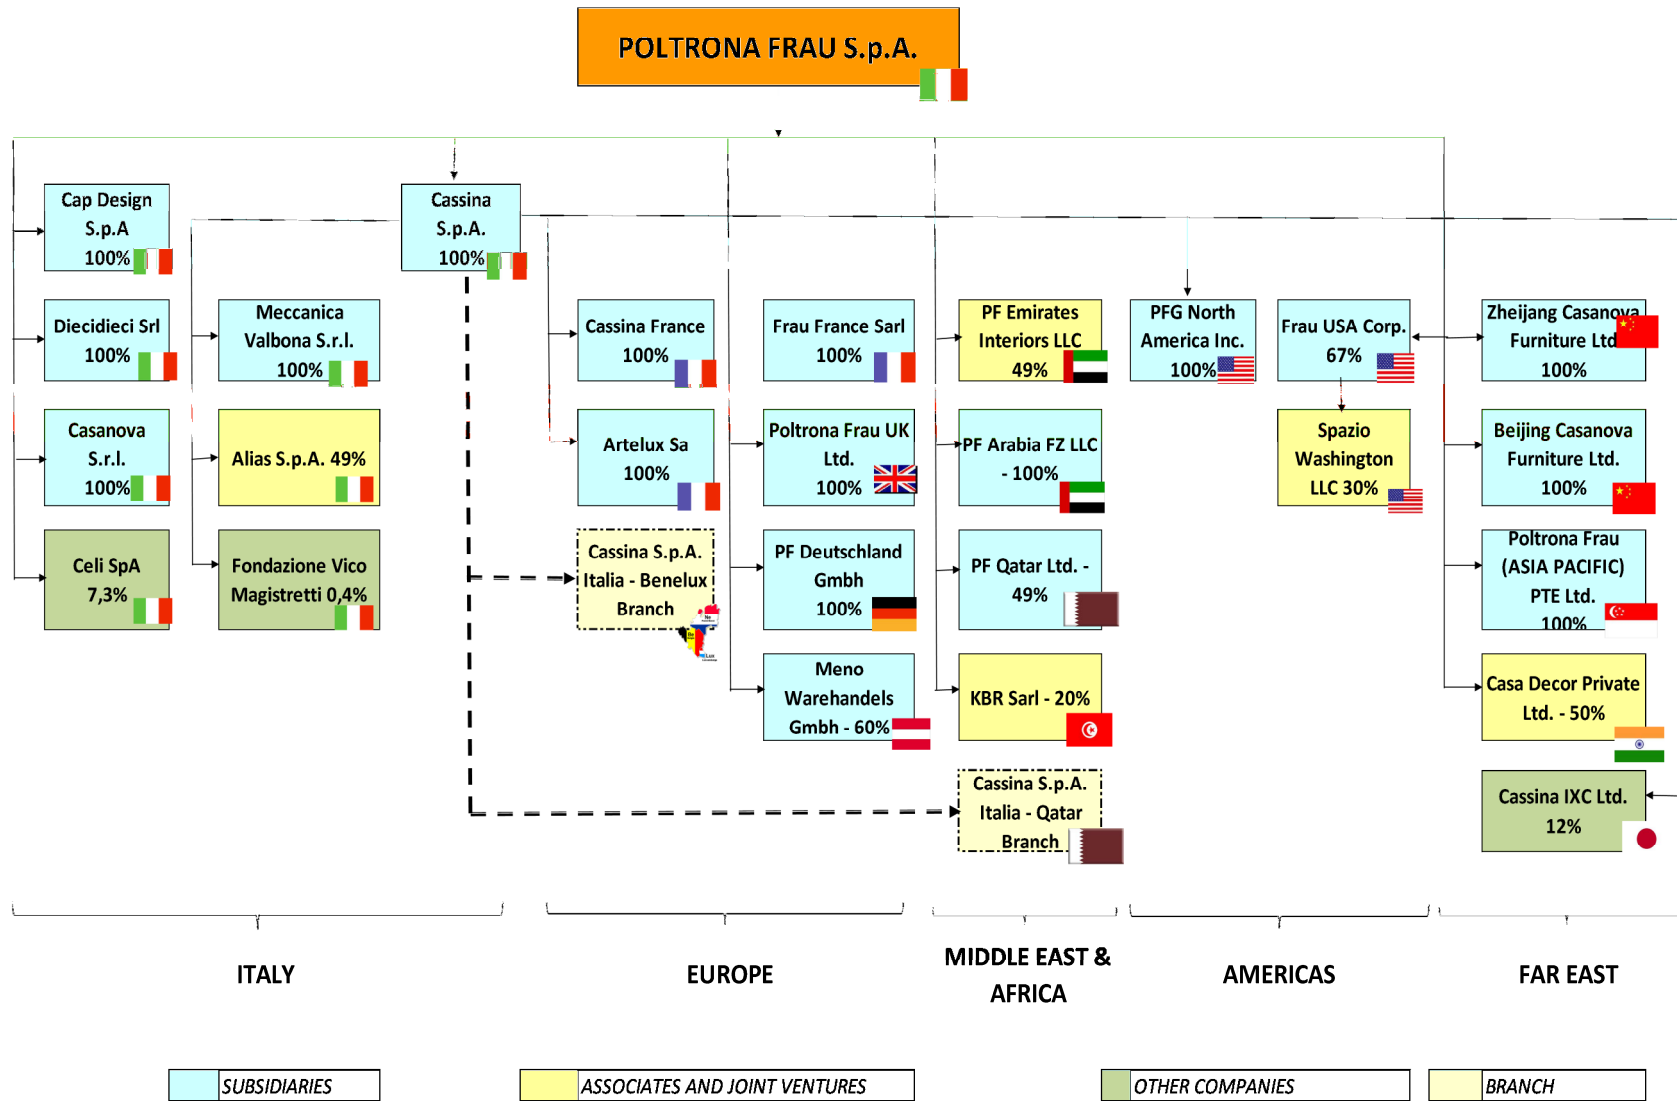 POLTRONA FRAU S.p.A.
Cap Design
S.p.A
100%
Cassina
S.p.A.
100%
Diecidieci Srl
100%
Meccanica
Valbona S.r.l.
100%
Cassina France
100%
Frau France Sarl
100%
PF Emirates
Interiors LLC
49%
PFG North
America Inc.
100%
Frau USA Corp.
67%
Zheijang Casanova
Furniture Ltd
100%
Casanova
S.r.l.
100%
Alias S.p.A. 49%
Artelux Sa
100%
Poltrona Frau UK
Ltd.
100%
PF Arabia FZ LLC
- 100%
Spazio
Washington
LLC 30%
Beijing Casanova
Furniture Ltd.
100%
Celi SpA
7,3%
Fondazione Vico
Magistretti 0,4%
Cassina S.p.A.
Italia - Benelux
Branch
PF Deutschland
Gmbh
100%
PF Qatar Ltd. -
49%
Poltrona Frau
(ASIA PACIFIC)
PTE Ltd.
100%
Meno
Warehandels
Gmbh - 60%
KBR Sarl - 20%
Casa Decor Private
Ltd. - 50%
Cassina S.p.A.
Italia - Qatar
Branch
Cassina IXC Ltd.
12%
ITALY
EUROPE
MIDDLE EAST &
AFRICA
AMERICAS
FAR EAST
SUBSIDIARIES
ASSOCIATES AND JOINT VENTURES
OTHER COMPANIES
BRANCH